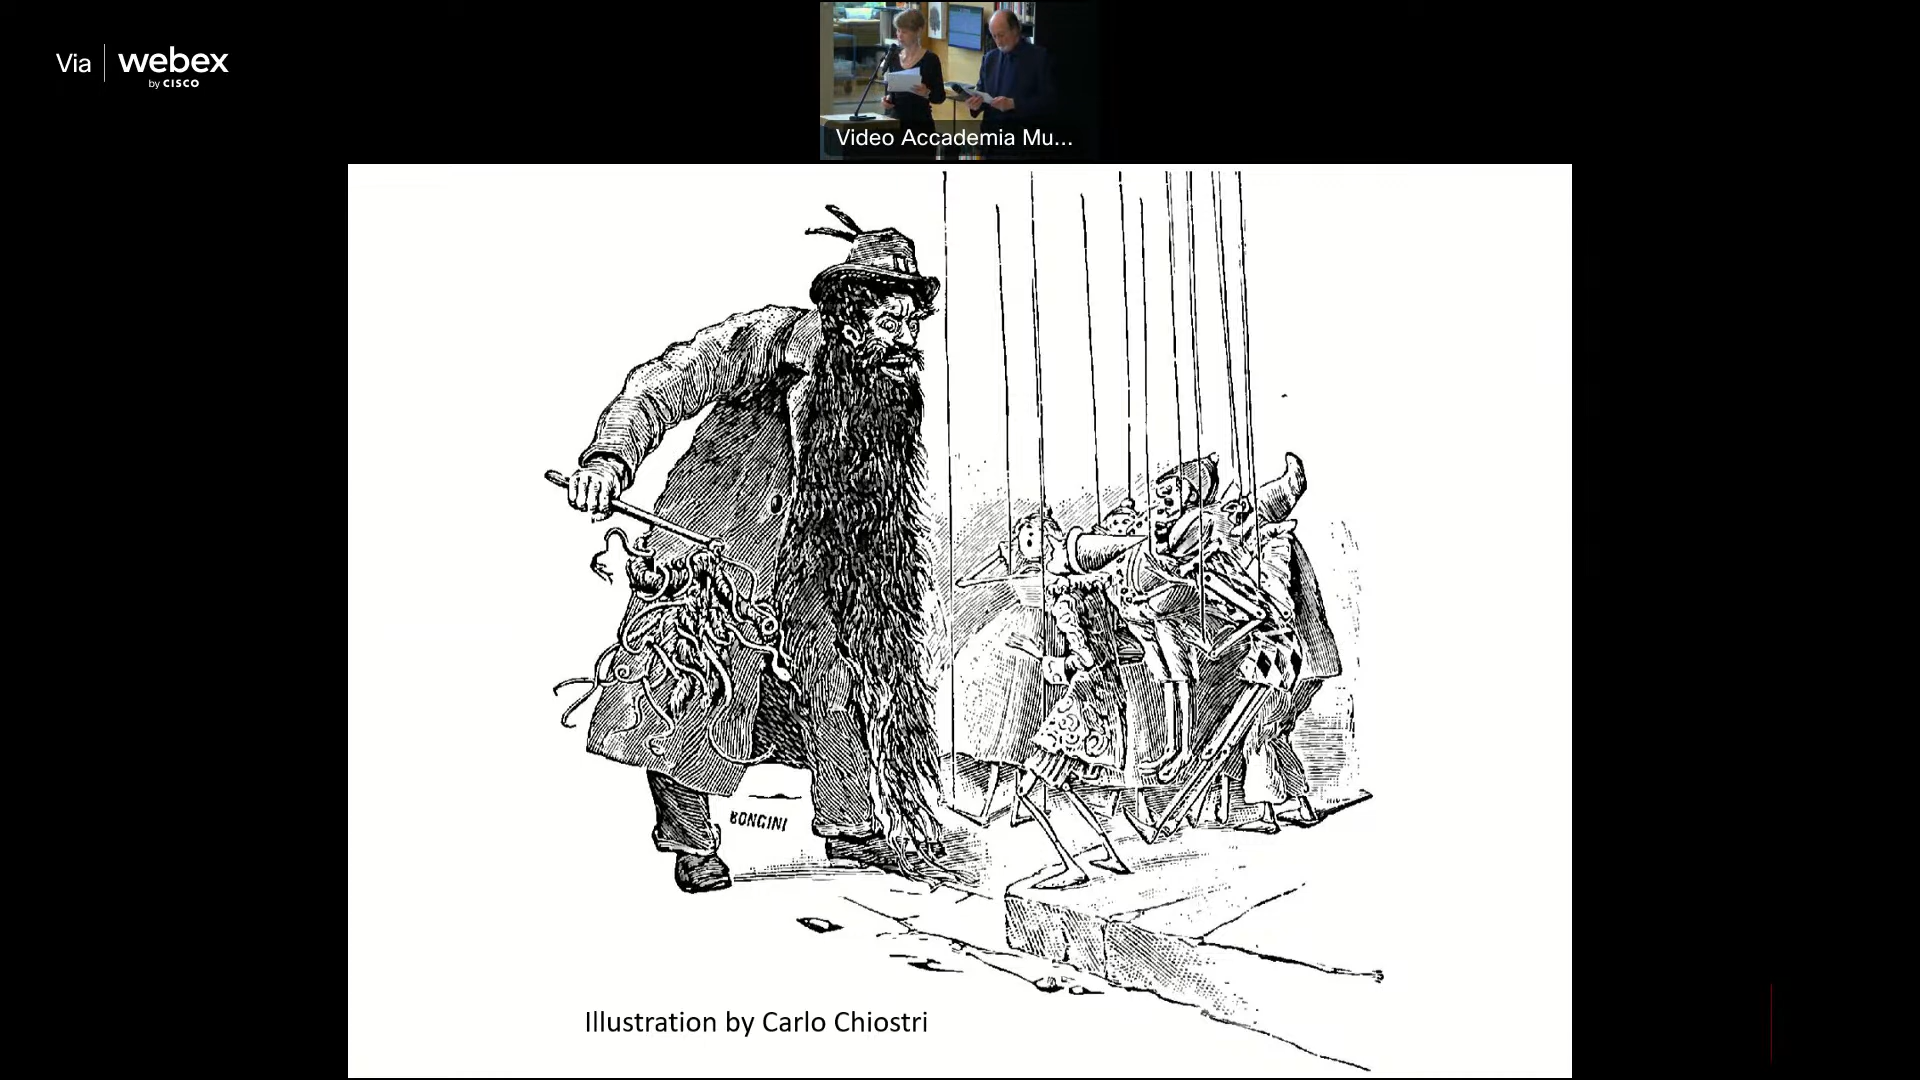 Via webex
by CISCO
Video Accademia Mu...
BONGINI
Illustration by Carlo Chiostri